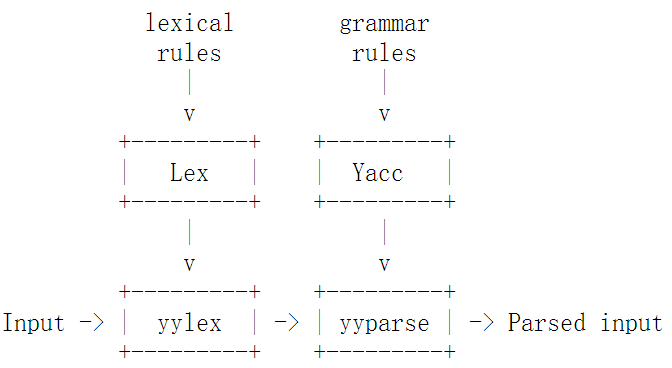 lexical        grammar
rules          rules
|              |
v              v
+---------+    +---------+
|   Lex   |    |  Yacc   |
+---------+    +---------+
|              |
v              v
+---------+    +---------+
Input -> |  yylex  | -> | yyparse | -> Parsed input
+---------+    +---------+